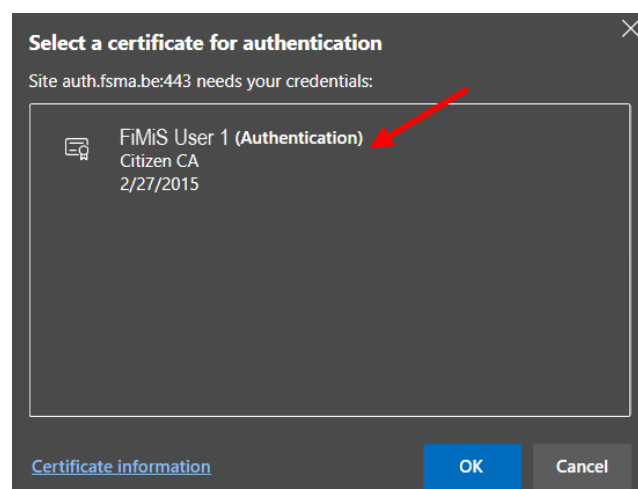 Select a certificate for authentication
Site auth.fsma.be:443 needs your credentials:
FiMiS User 1 (Authentication)
Citizen CA
2/27/2015
Certificate information
OK
Cancel